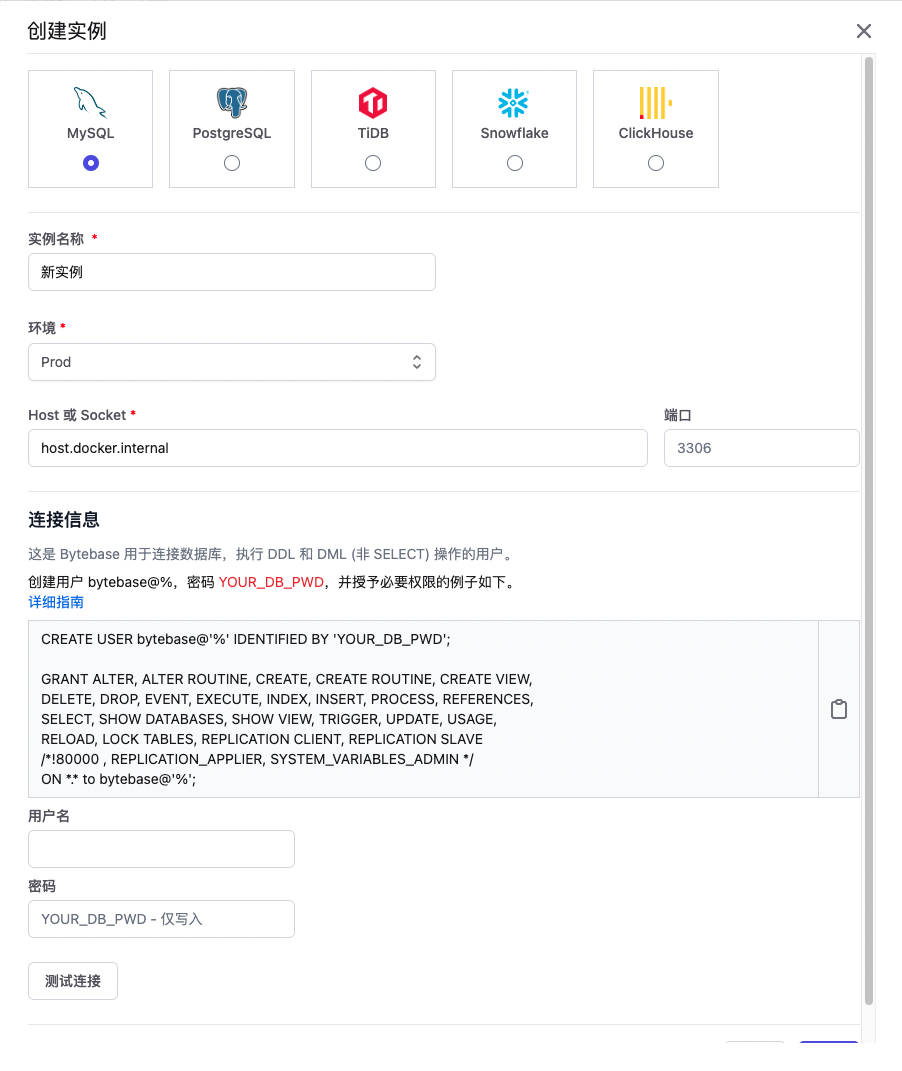 创建实例
MySQL
PostgreSQL
TiDB
Snowflake
ClickHouse
实例名称 *
新实例
环境 *
Prod
Host 或 Socket *
端口
host.docker.internal
3306
连接信息
这是 Bytebase 用于连接数据库，执行 DDL 和 DML (非 SELECT) 操作的用户。
创建用户 bytebase@%，密码 YOUR_DB_PWD，并授予必要权限的例子如下。
详细指南
CREATE USER bytebase@'%' IDENTIFIED BY 'YOUR_DB_PWD';
GRANT ALTER, ALTER ROUTINE, CREATE, CREATE ROUTINE, CREATE VIEW,
DELETE, DROP, EVENT, EXECUTE, INDEX, INSERT, PROCESS, REFERENCES,
SELECT, SHOW DATABASES, SHOW VIEW, TRIGGER, UPDATE, USAGE,
RELOAD, LOCK TABLES, REPLICATION CLIENT, REPLICATION SLAVE
/*!80000 , REPLICATION_APPLIER, SYSTEM_VARIABLES_ADMIN */
ON *.* to bytebase@'%';
用户名
密码
YOUR_DB_PWD - 仅写入
测试连接